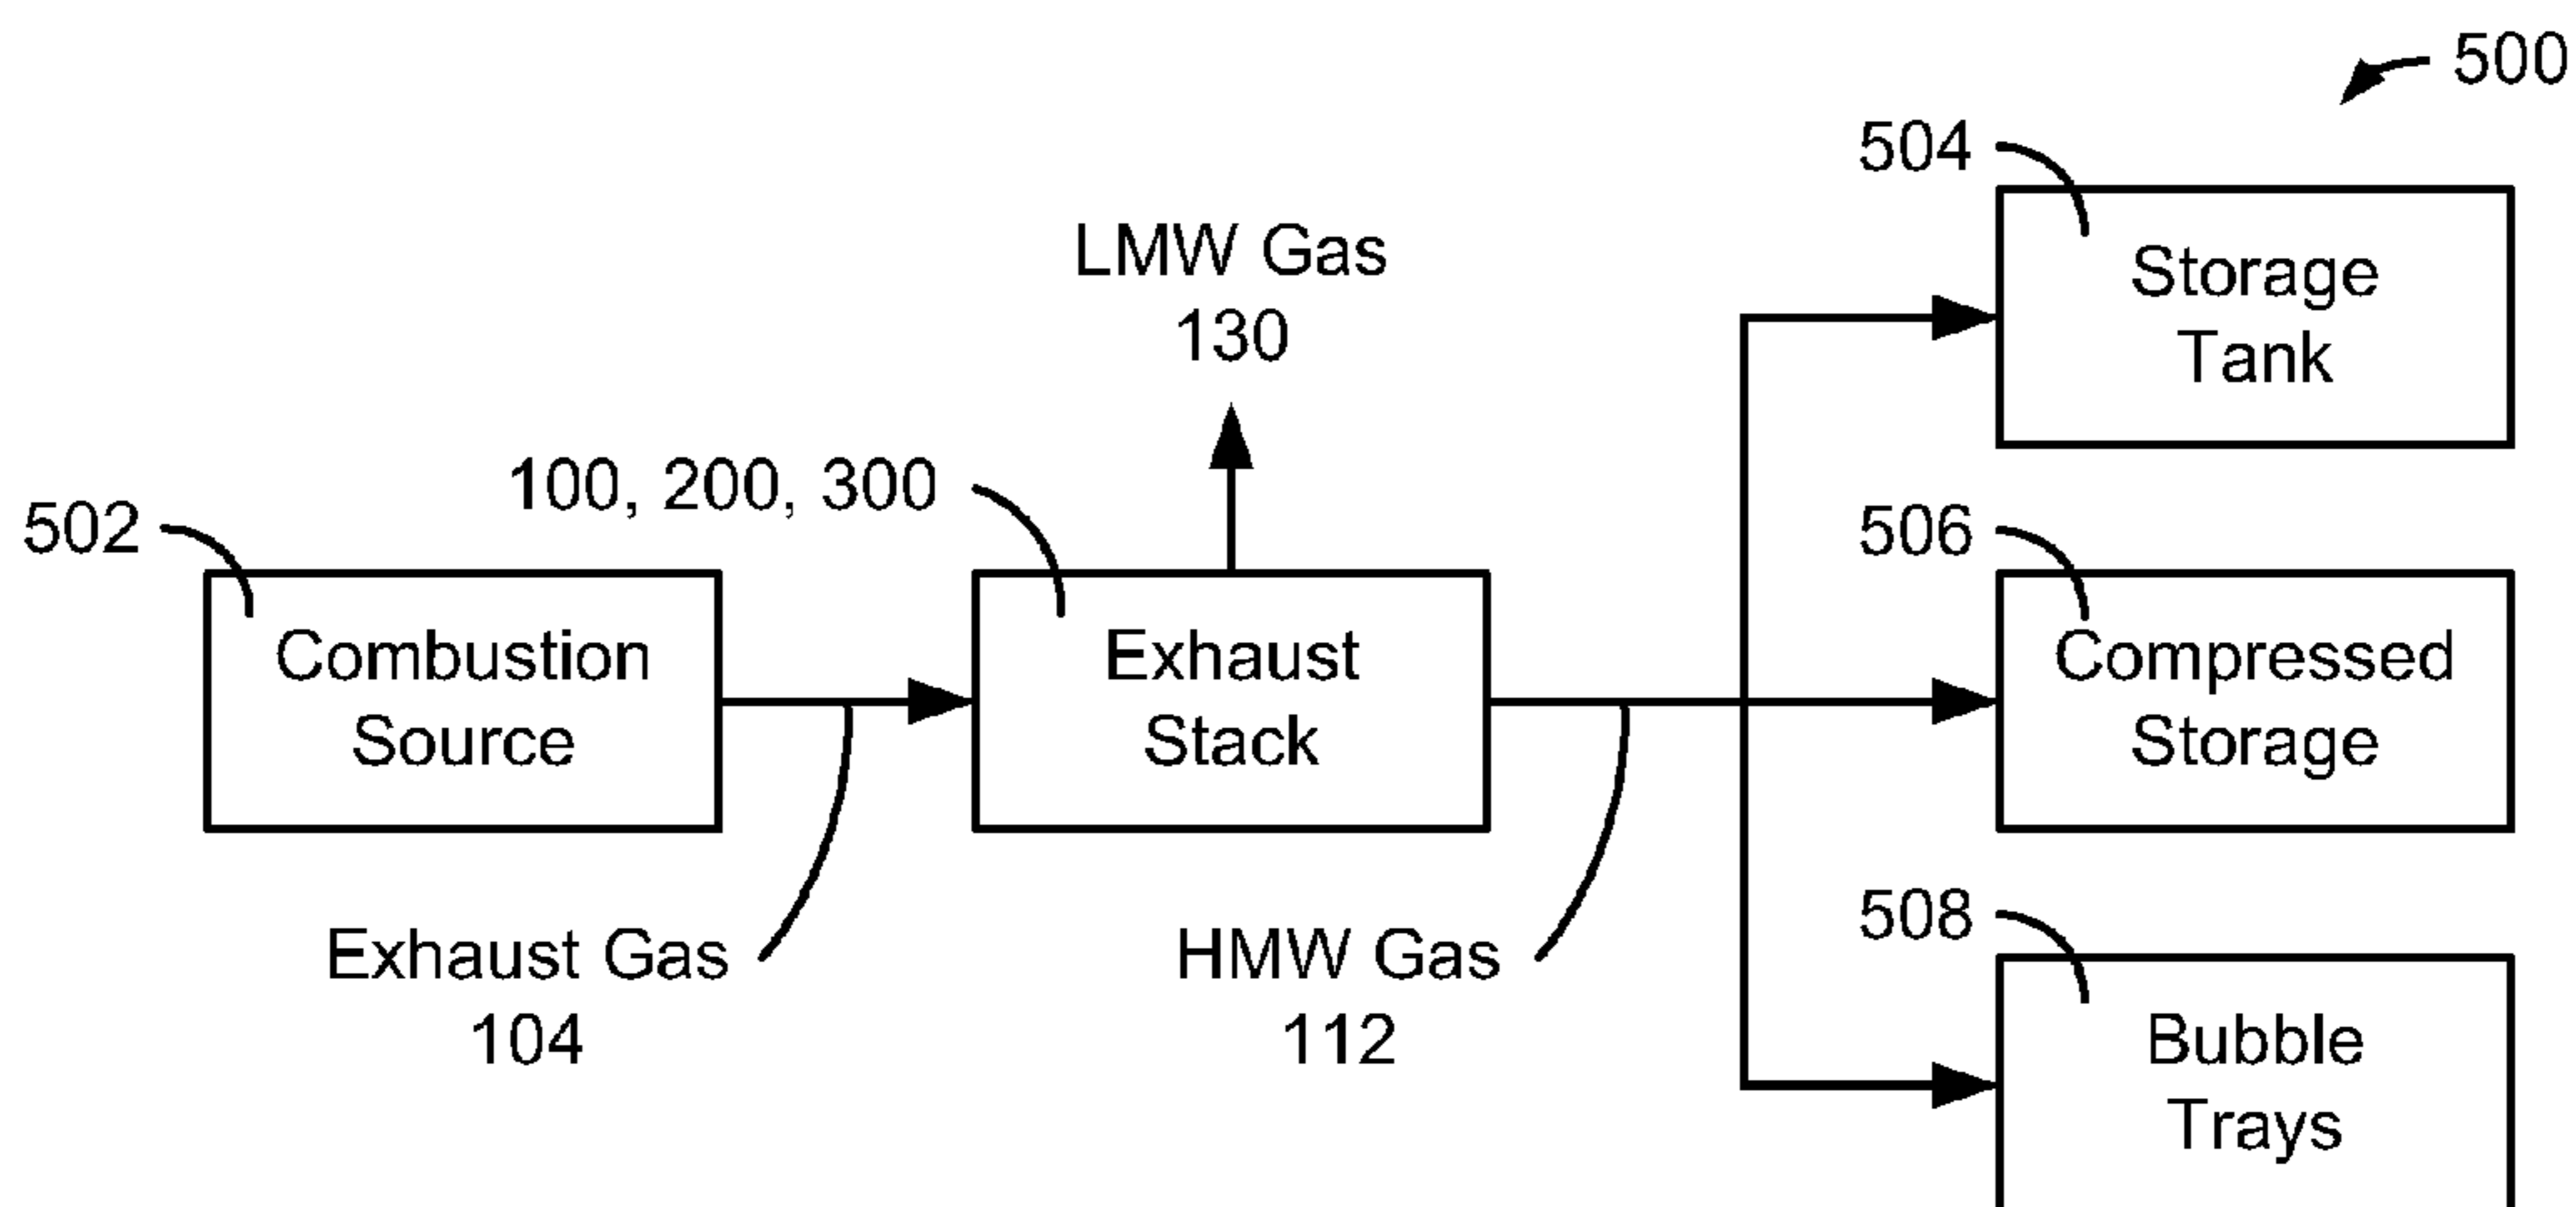 500
504
Storage
Tank
LMW Gas
130
100, 200, 300
502
506
Combustion
Source
Exhaust
Stack
Compressed
Storage
Exhaust Gas
104
HMW Gas
112
508
Bubble
Trays